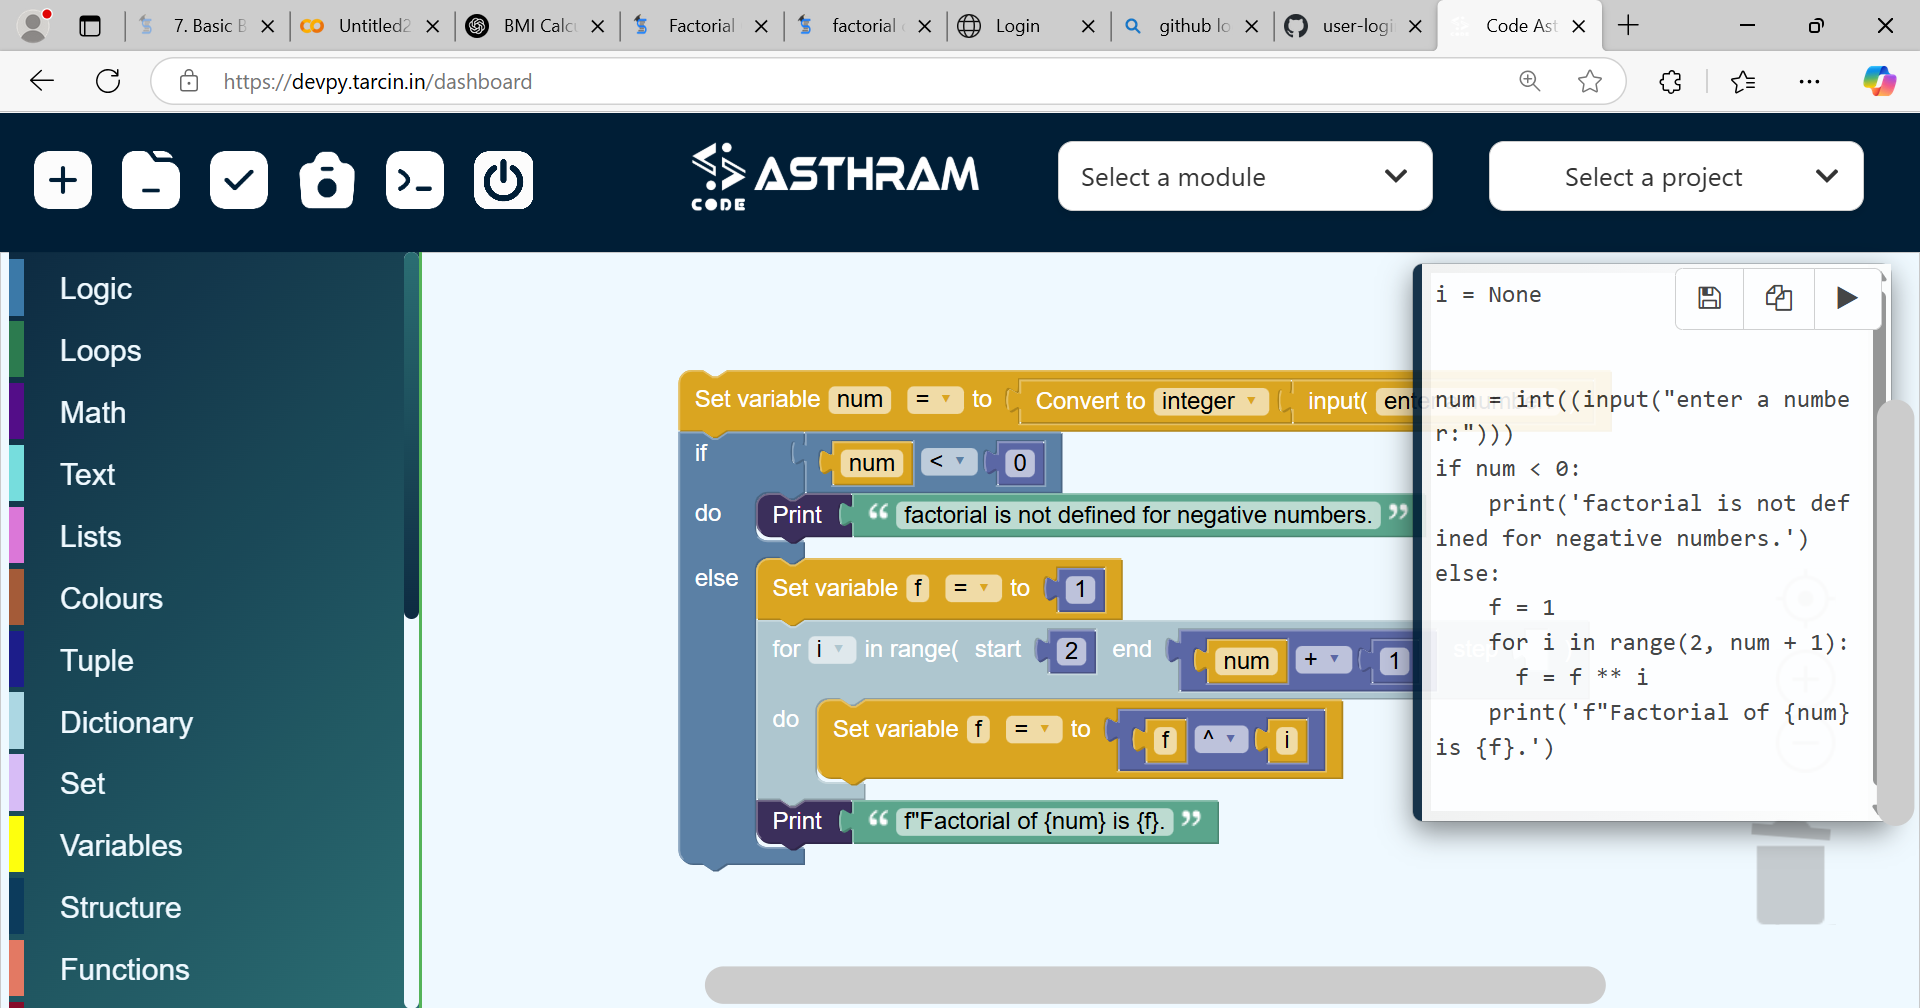 7. Basic B
Untitled2
BMI Calc
Factorial
factorial
Login
github lo
user-logi
Code Ast
https://devpy.tarcin.in/dashboard
ASTHRAM
CODE
Select a module
Select a project
Logic
Loops
Math
Text
Lists
Colours
Tuple
Dictionary
Set
Variables
Structure
Functions
Set variable num = to Convert to integer input( enter a number:
if num < 0
do Print “ factorial is not defined for negative numbers. ”
else Set variable f = to 1
for i in range( start 2 end num + 1 step
do Set variable f = to f ^ i
Print “ f"Factorial of {num} is {f}. ”
i = None
num = int((input("enter a numbe
r:")))
if num < 0:
print('factorial is not def
ined for negative numbers.')
else:
f = 1
for i in range(2, num + 1):
f = f ** i
print('f"Factorial of {num}
is {f}.')